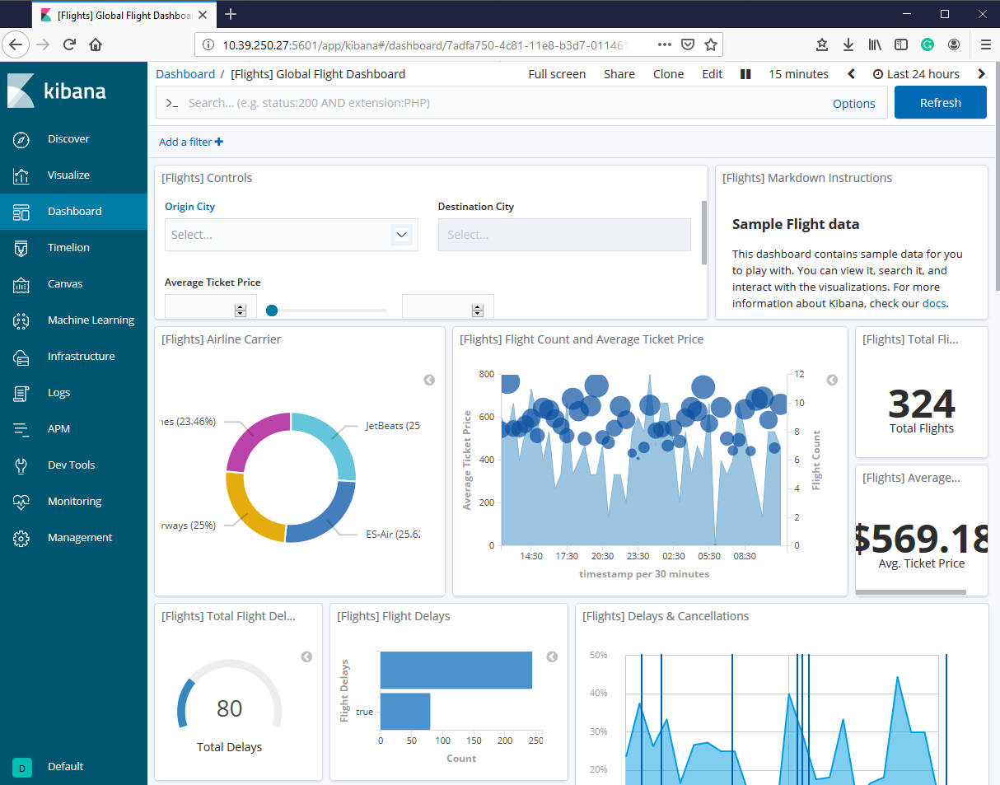 [Flights] Global Flight Dashboa
10.39.250.27:5601/app/kibana#/dashboard/7adfa750-4c81-11e8-b3d7-01146
kibana
Discover
Visualize
Dashboard
Timelion
Canvas
Machine Learning
Infrastructure
Logs
APM
Dev Tools
Monitoring
Management
D Default
Dashboard / [Flights] Global Flight Dashboard
Full screen Share Clone Edit 15 minutes Last 24 hours
>_ Search... (e.g. status:200 AND extension:PHP) Options Refresh
Add a filter +
[Flights] Controls
Origin City Destination City
Select... Select...
Average Ticket Price
[Flights] Markdown Instructions
Sample Flight data
This dashboard contains sample data for you
to play with. You can view it, search it, and
interact with the visualizations. For more
information about Kibana, check our docs.
[Flights] Airline Carrier
nes (23.46%)
JetBeats (25
rways (25%)
ES-Air (25.62
[Flights] Flight Count and Average Ticket Price
Average Ticket Price
800
600
400
200
0
12
10
8
6
4
2
0
Flight Count
14:30 17:30 20:30 23:30 02:30 05:30 08:30
timestamp per 30 minutes
[Flights] Total Fli...
324
Total Flights
[Flights] Average...
$569.18
Avg. Ticket Price
[Flights] Total Flight Del...
80
Total Delays
[Flights] Flight Delays
Flight Delays
true
0 50 100 150 200 250
Count
[Flights] Delays & Cancellations
50%
40%
30%
20%